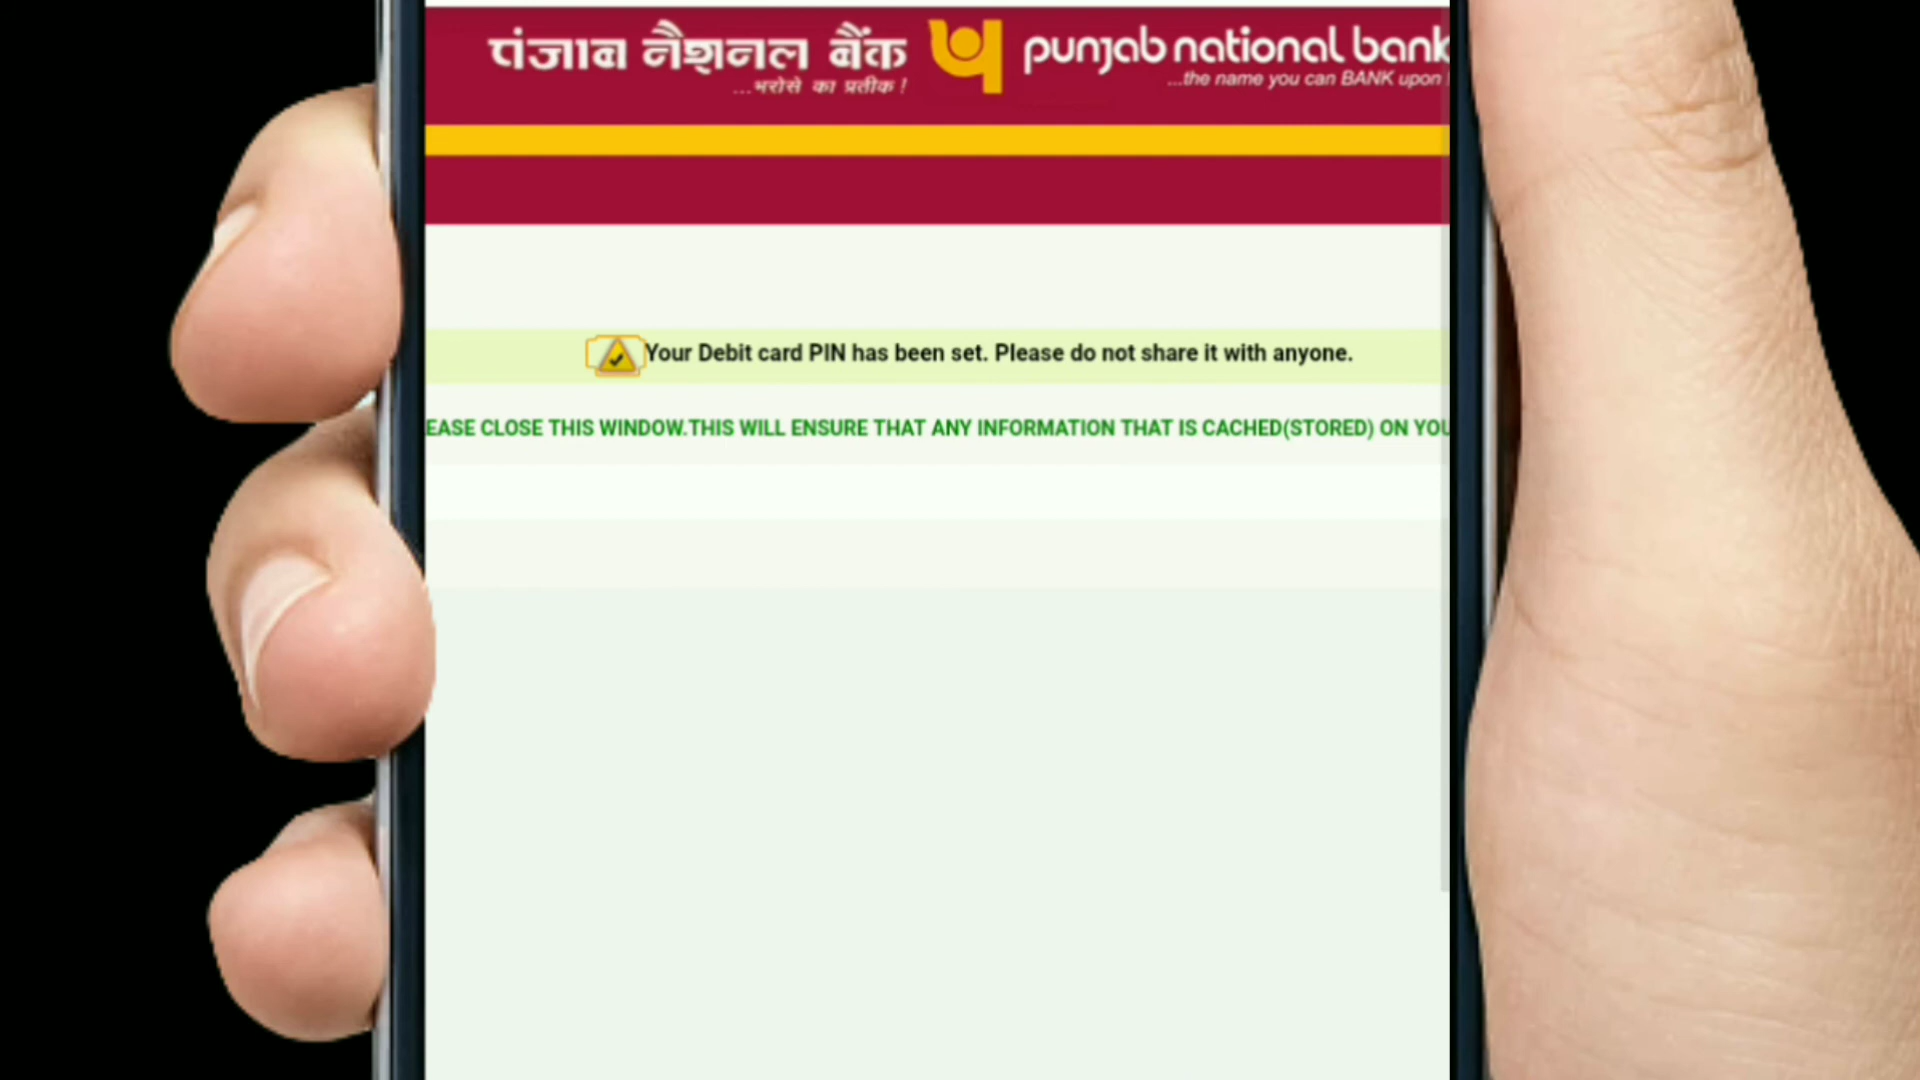 पंजाब नैशनल बैंक punjab national bank
...भरोसे का प्रतीक ! ...the name you can BANK upon !
Your Debit card PIN has been set. Please do not share it with anyone.
EASE CLOSE THIS WINDOW.THIS WILL ENSURE THAT ANY INFORMATION THAT IS CACHED(STORED) ON YOU